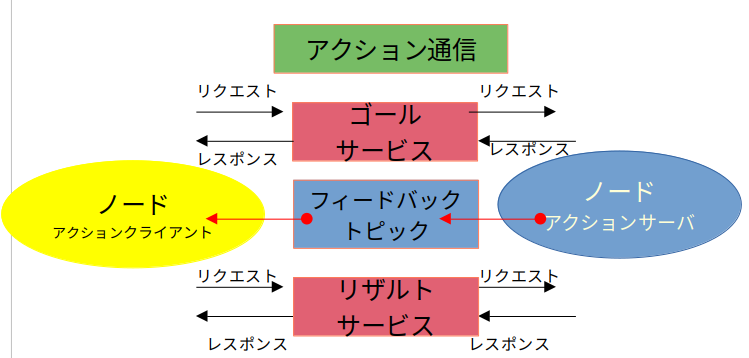 アクション通信
リクエスト
リクエスト
ゴール
サービス
レスポンス
レスポンス
ノード
アクションクライアント
フィードバック
トピック
ノード
アクションサーバ
リクエスト
リクエスト
リザルト
サービス
レスポンス
レスポンス